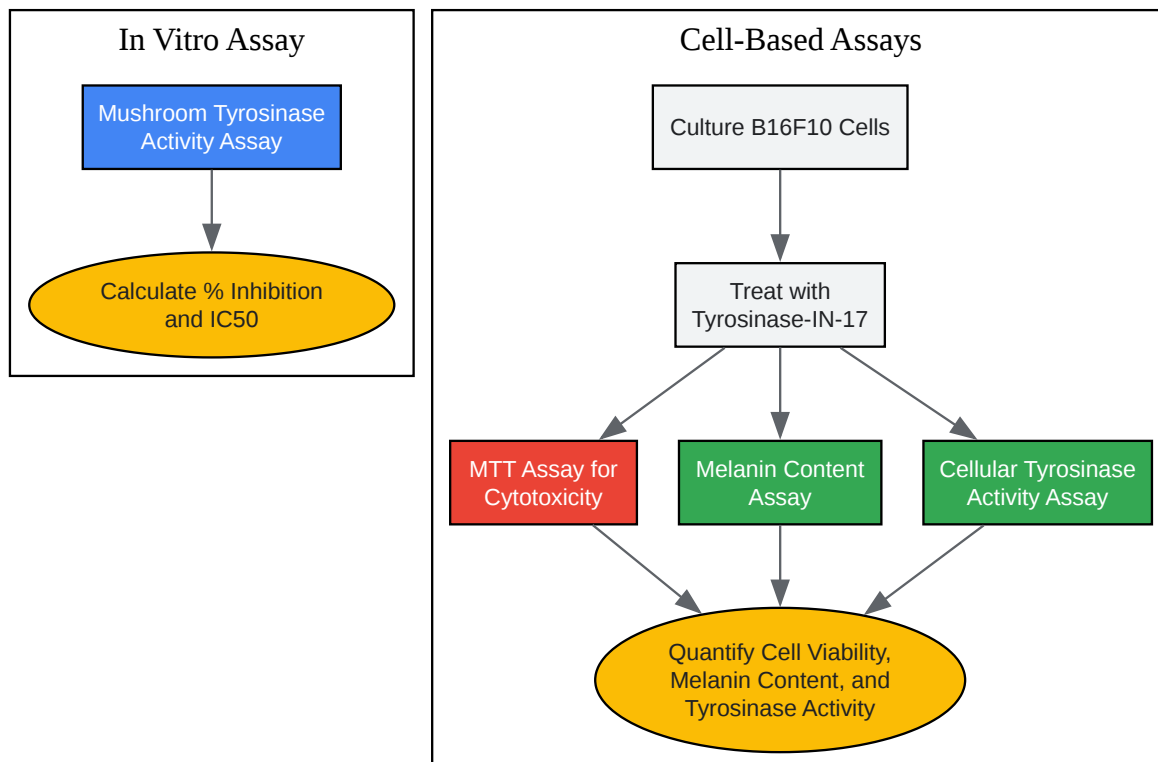 In Vitro Assay
Mushroom Tyrosinase
Activity Assay
Calculate % Inhibition
and IC50
Cell-Based Assays
Culture B16F10 Cells
Treat with
Tyrosinase-IN-17
MTT Assay for
Cytotoxicity
Melanin Content
Assay
Cellular Tyrosinase
Activity Assay
Quantify Cell Viability,
Melanin Content, and
Tyrosinase Activity